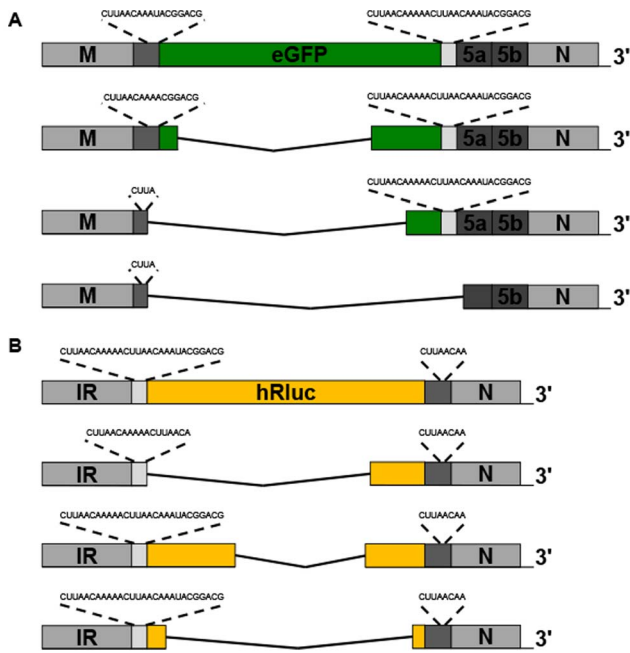 A
CUUAACAAAUACGGACG CUUAACAAAAACUUAACAAAUACGGACG
M eGFP 5a 5b N 3'
CUUAACAAAACGGACG CUUAACAAAAACUUAACAAAUACGGACG
M 5a 5b N 3'
CUUA CUUAACAAAAACUUAACAAAUACGGACG
M 5a 5b N 3'
CUUA
M 5b N 3'
B
CUUAACAAAAACUUAACAAAUACGGACG CUUAACAA
IR hRluc N 3'
CUUAACAAAAACUUAACA CUUAACAA
IR N 3'
CUUAACAAAAACUUAACAAAUACGGACG CUUAACAA
IR N 3'
CUUAACAAAAACUUAACAAAUACGGACG CUUAACAA
IR N 3'